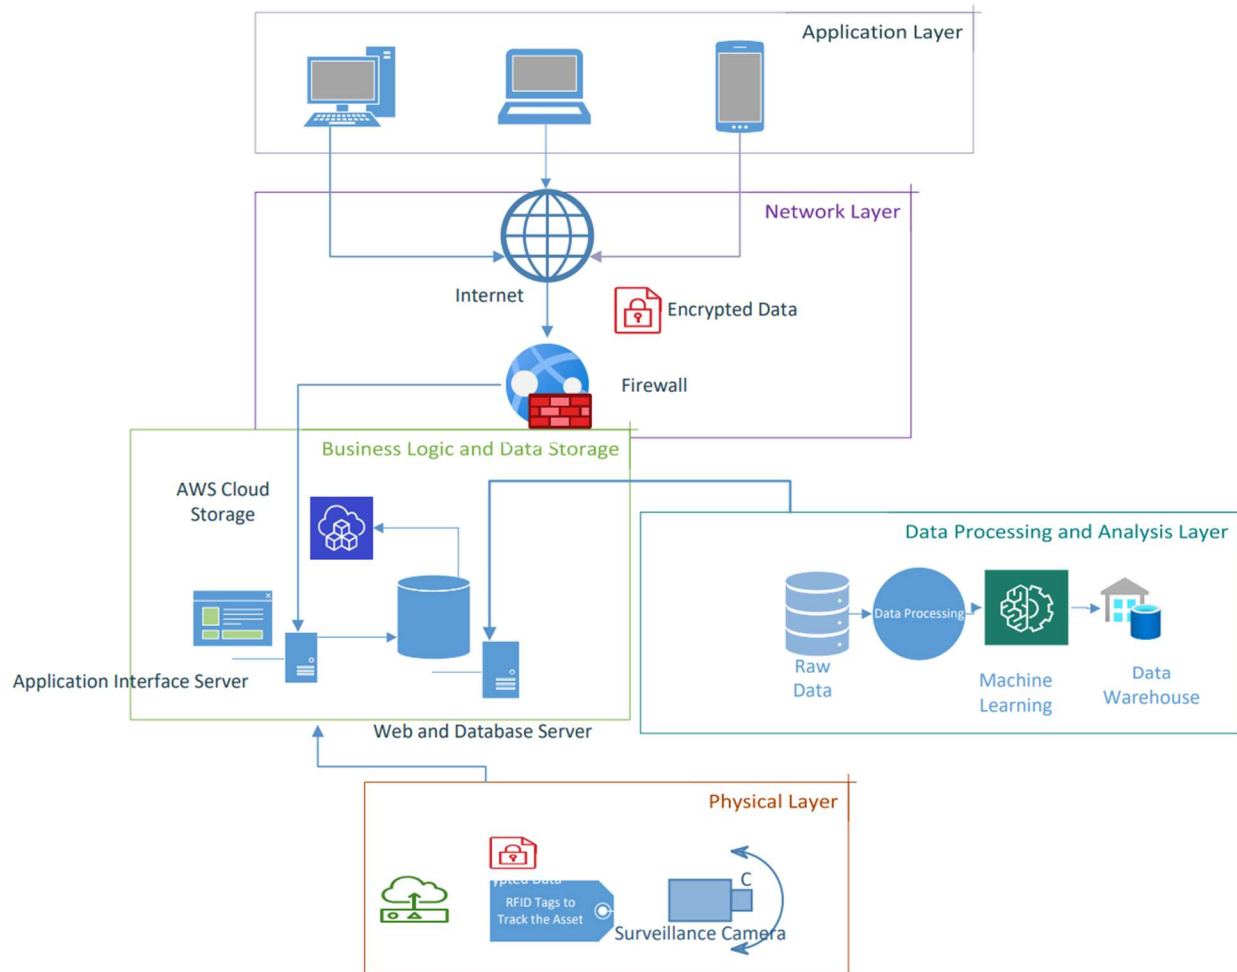 Application Layer
Network Layer
Internet
Encrypted Data
Firewall
Business Logic and Data Storage
AWS Cloud
Storage
Data Processing and Analysis Layer
Data Processing
Raw
Data
Machine
Learning
Data
Warehouse
Application Interface Server
Web and Database Server
Physical Layer
ypted Data
RFID Tags to
Track the Asset
C
Surveillance Camera